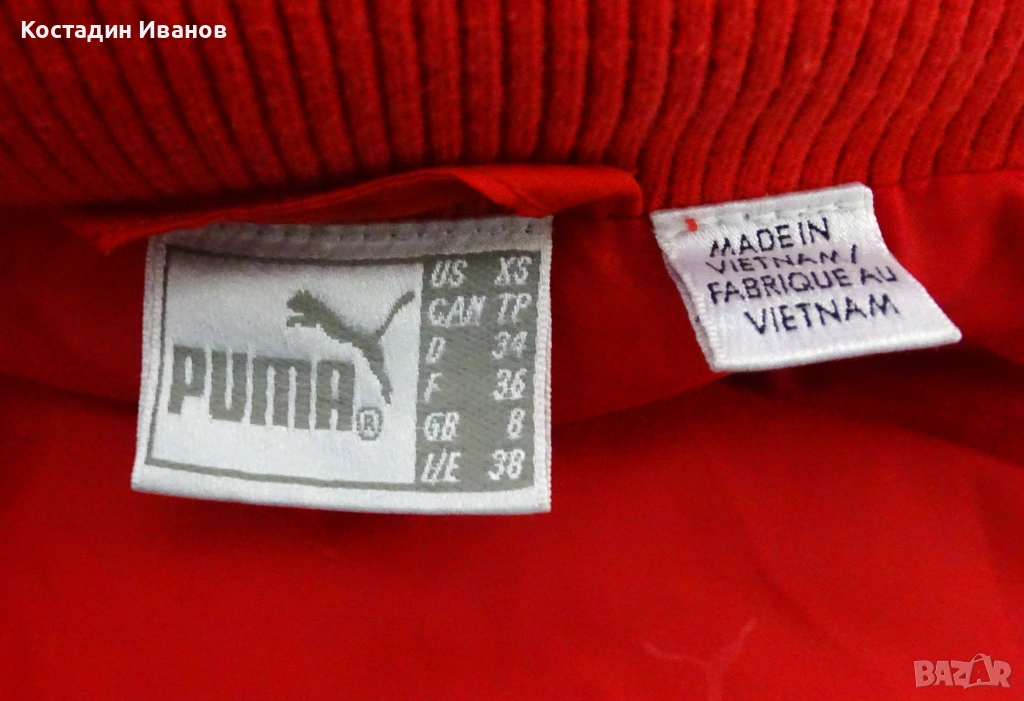 Костадин Иванов
PUMA®
US XS
CAN TP
D 34
F 36
GB 8
I/E 38
MADE IN
VIETNAM/
FABRIQUE AU
VIETNAM
BAZAR